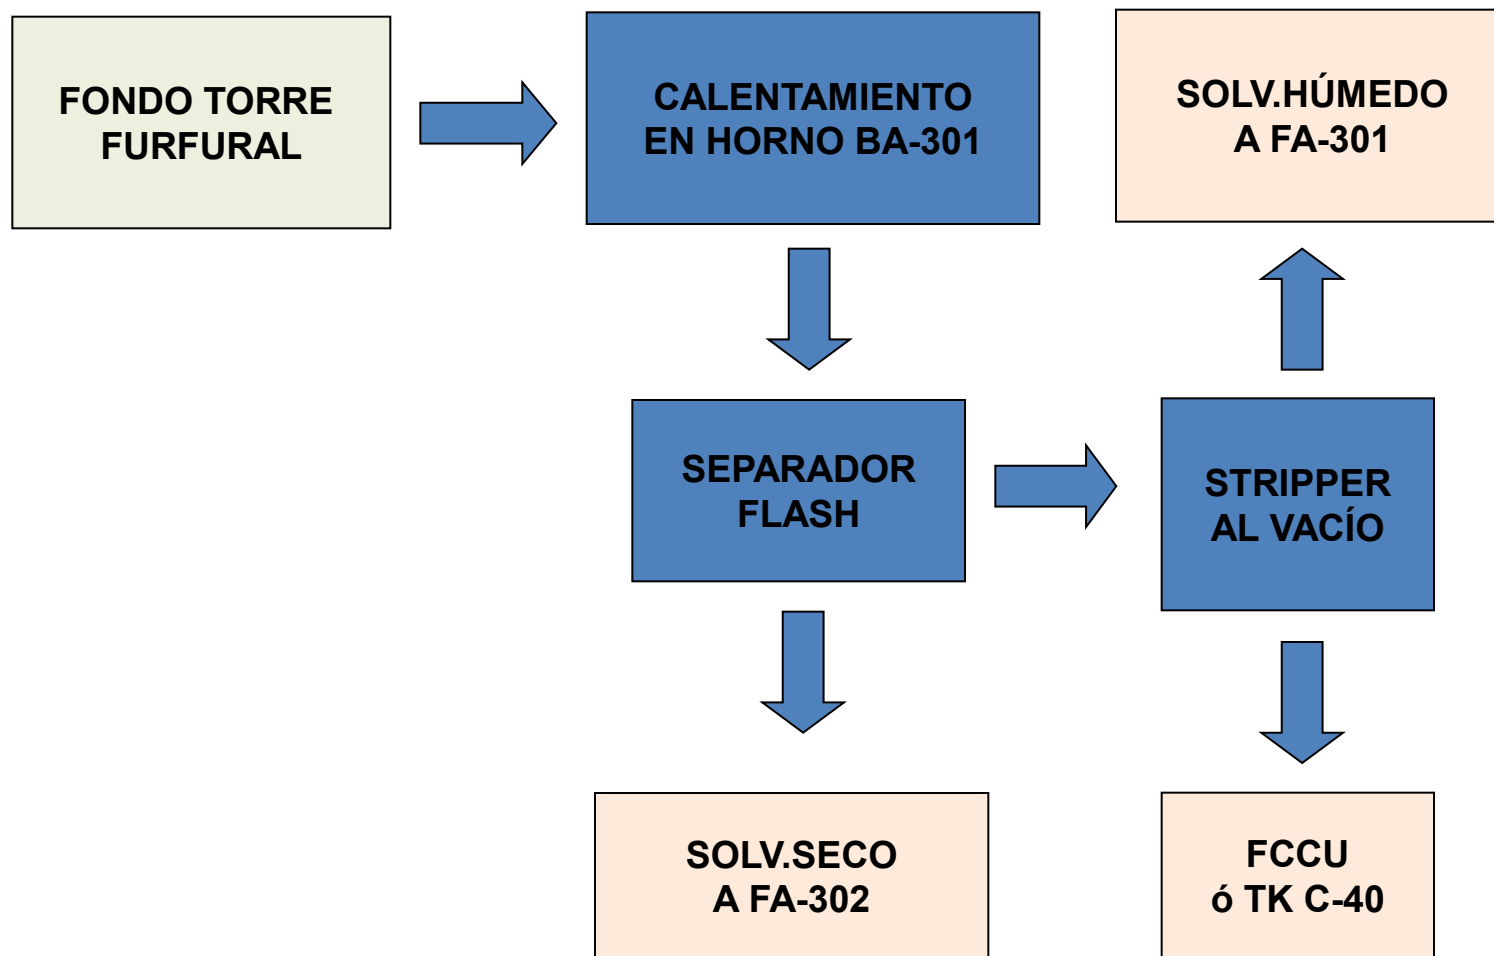 FONDO TORRE
FURFURAL
CALENTAMIENTO
EN HORNO BA-301
SOLV.HÚMEDO
A FA-301
SEPARADOR
FLASH
STRIPPER
AL VACÍO
SOLV.SECO
A FA-302
FCCU
ó TK C-40